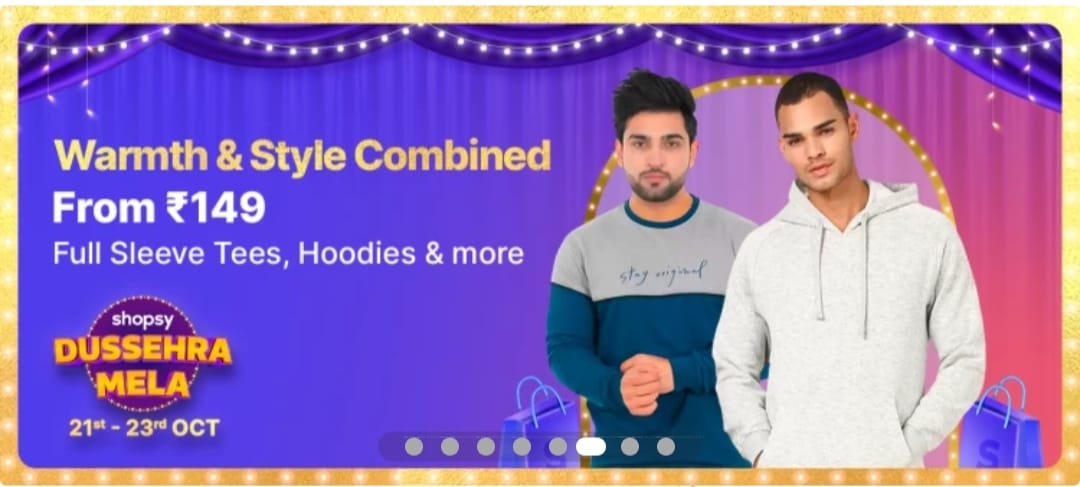 Warmth & Style Combined
From ₹149
Full Sleeve Tees, Hoodies & more
stay original
shopsy
DUSSEHRA
MELA
21st - 23rd OCT
S